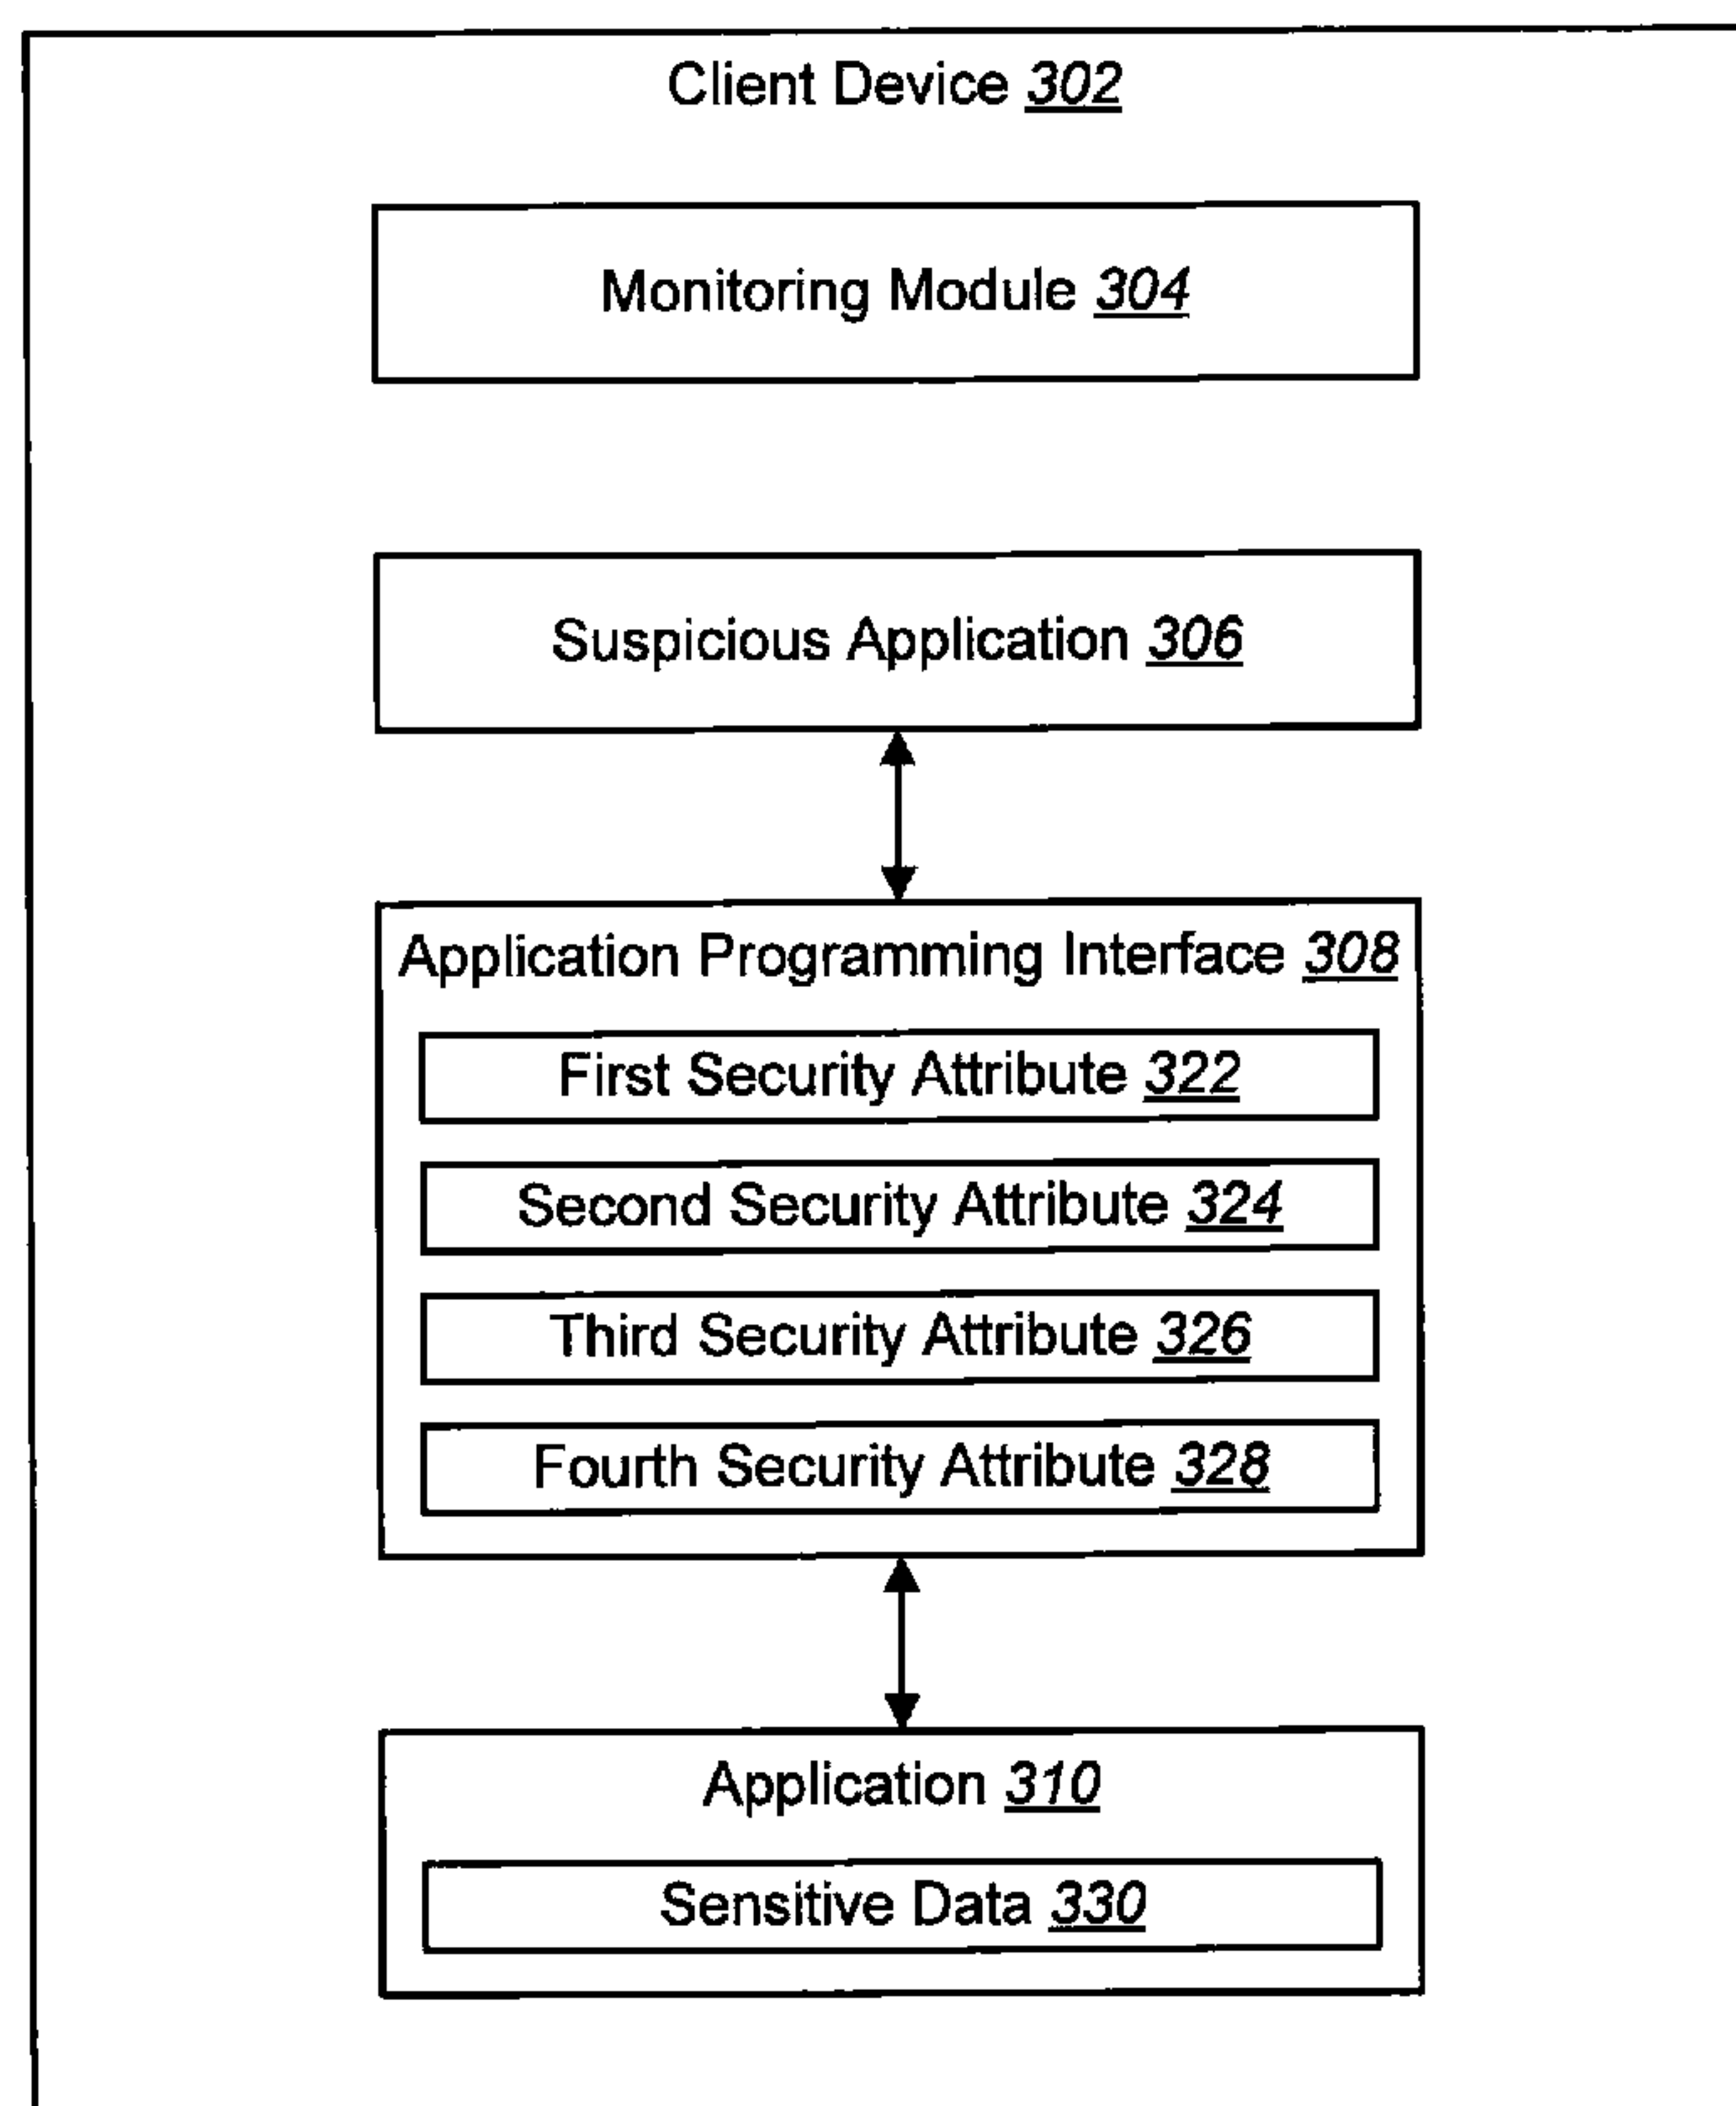 Client Device 302
Monitoring Module 304
Suspicious Application 306
Application Programming Interface 308
First Security Attribute 322
Second Security Attribute 324
Third Security Attribute 326
Fourth Security Attribute 328
Application 310
Sensitive Data 330